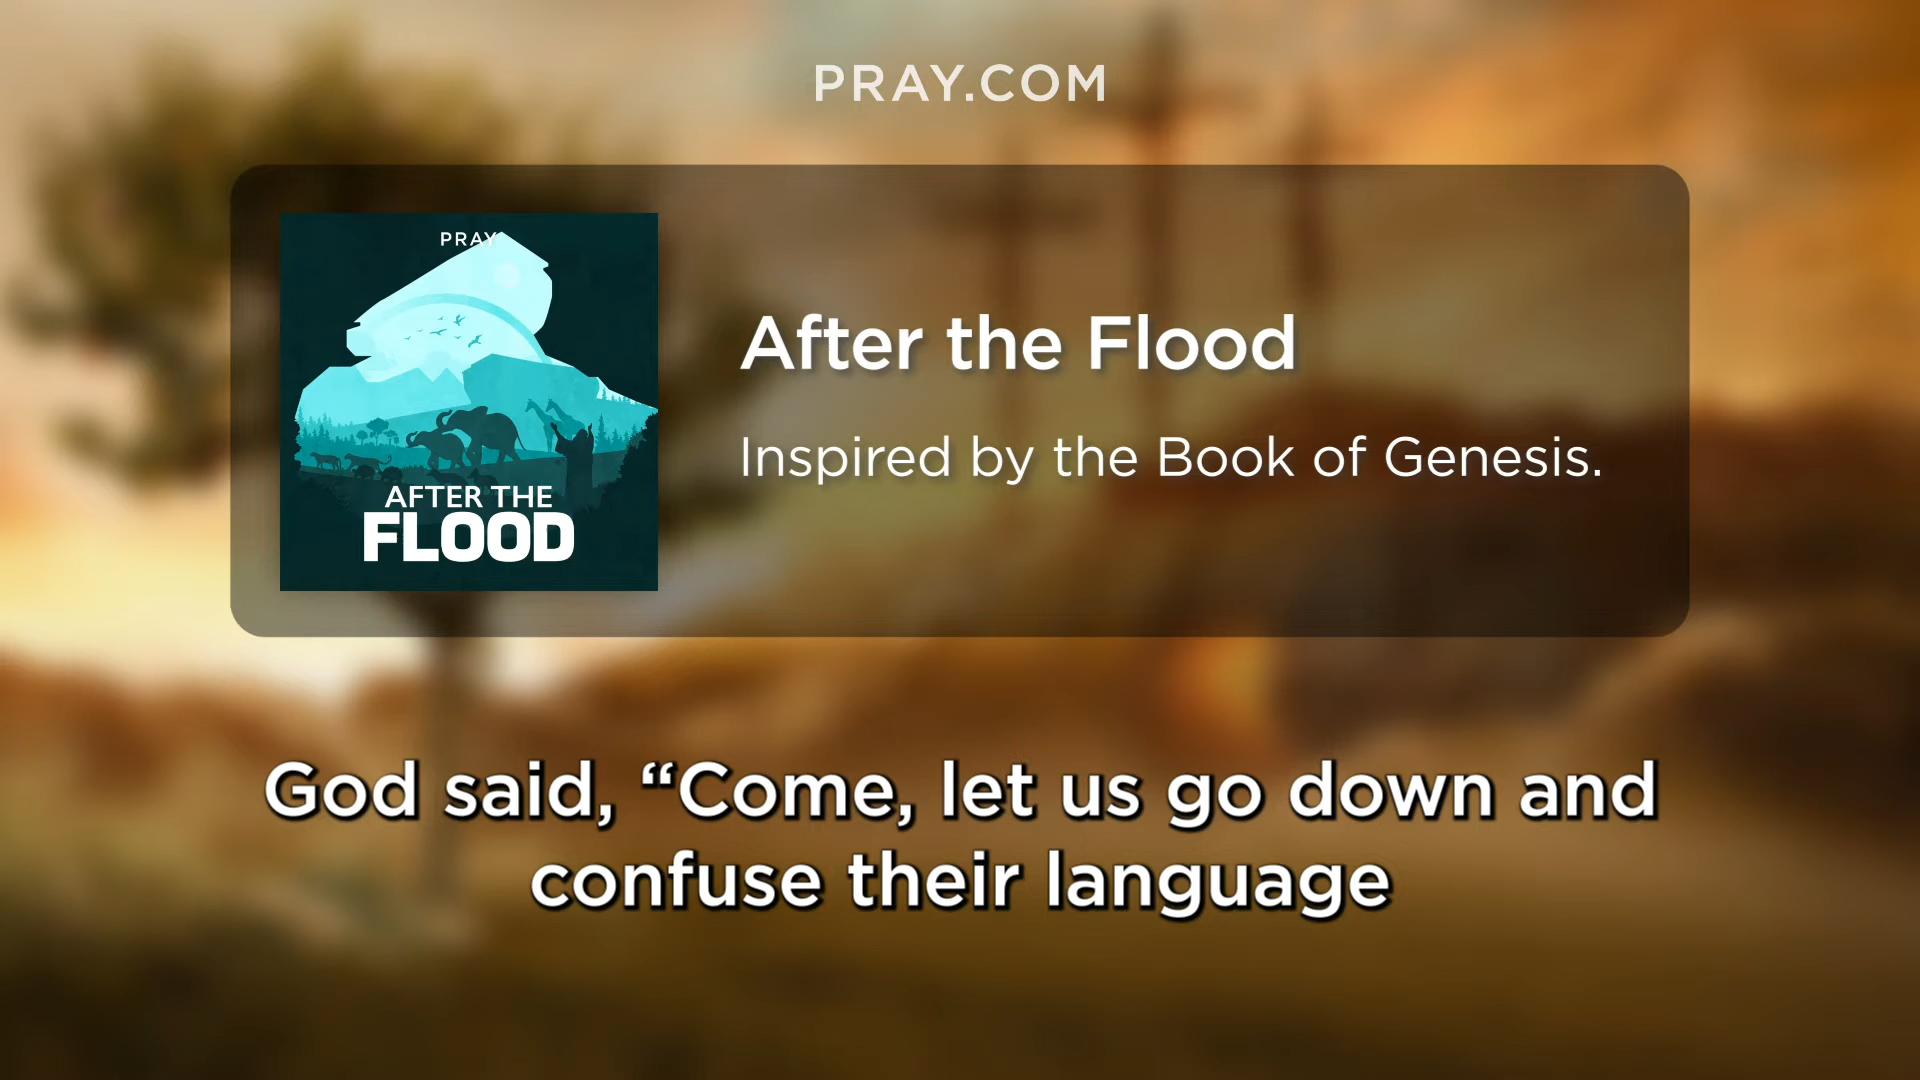 PRAY.COM
PRAY
AFTER THE
FLOOD
After the Flood
Inspired by the Book of Genesis.
God said, “Come, let us go down and
confuse their language